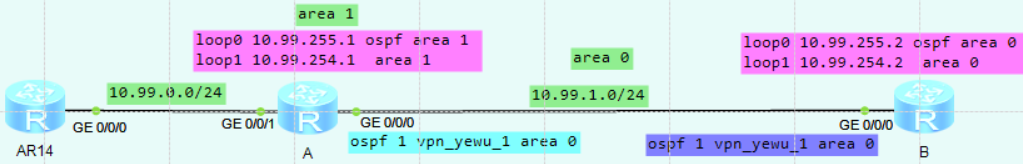 area 1
loop0 10.99.255.1 ospf area 1
loop1 10.99.254.1 area 1
area 0
loop0 10.99.255.2 ospf area 0
loop1 10.99.254.2 area 0
10.99.0.0/24
10.99.1.0/24
R
GE 0/0/0
GE 0/0/1
R
GE 0/0/0
GE 0/0/0
R
AR14
A
ospf 1 vpn_yewu_1 area 0
ospf 1 vpn_yewu_1 area 0
B